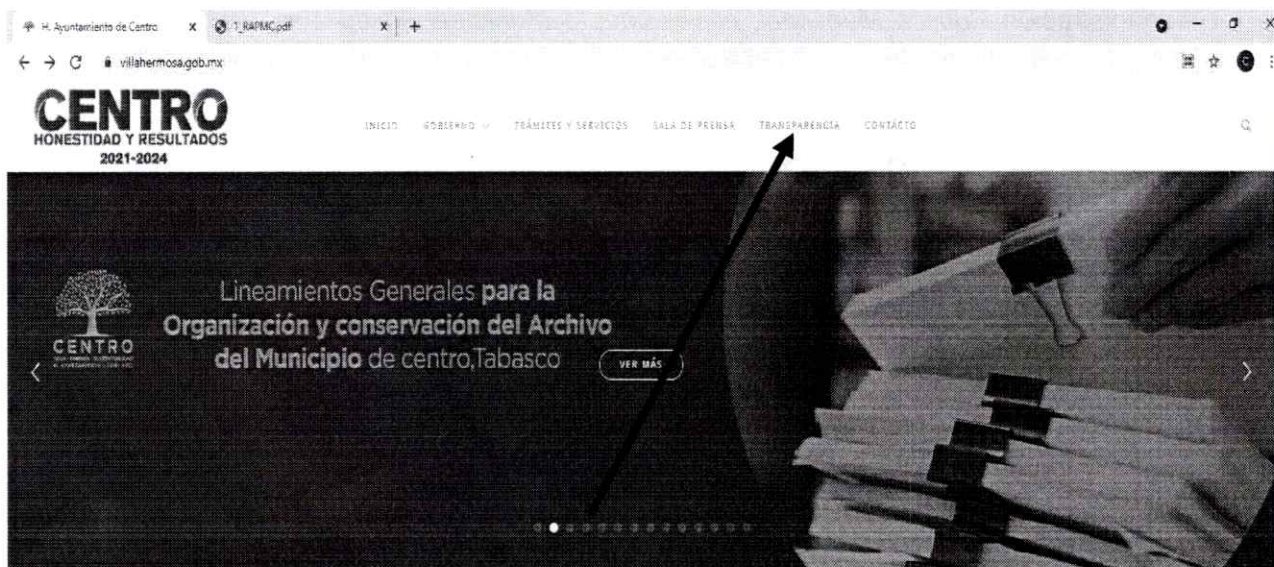 H. Ayuntamiento de Centro x 1_RAPMC.pdf x +
villahermosa.gob.mx
C
CENTRO
HONESTIDAD Y RESULTADOS
2021-2024
INICIO GOBIERNO TRÁMITES Y SERVICIOS SALA DE PRENSA TRANSPARENCIA CONTÁCTO
Lineamientos Generales para la
Organización y conservación del Archivo
del Municipio de centro,Tabasco
CENTRO
VER MÁS